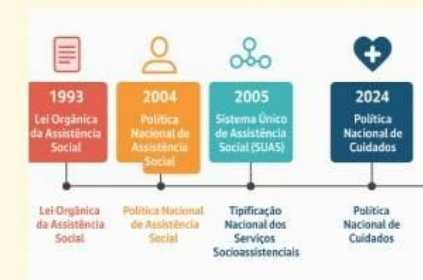 1993
Lei Orgânica
da Assistência
Social
2004
Política
Nacional de
Assistência
Social
2005
Sistema Único
de Assistência
Social (SUAS)
2024
Política
Nacional de
Cuidados
Lei Orgânica
da Assistência
Social
Política Nacional
de Assistência
Social
Tipificação
Nacional dos
Serviços
Socioassistenciais
Política
Nacional de
Cuidados